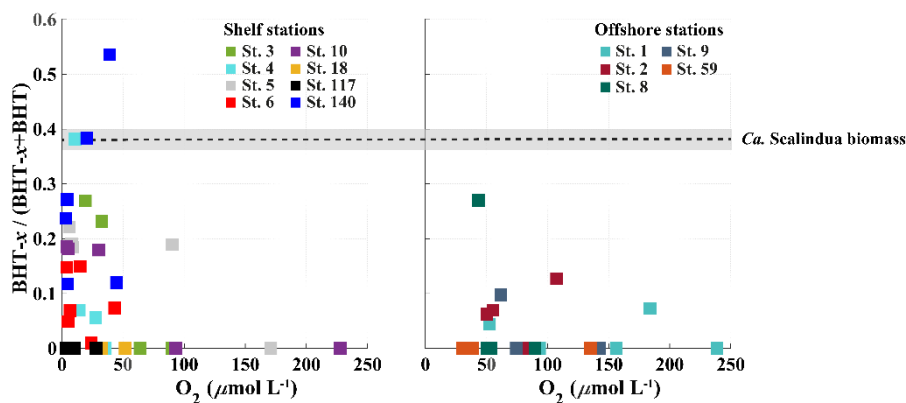 0.6
0.5
0.4
0.3
0.2
0.1
0
BHT-x / (BHT-x+BHT)
Shelf stations
St. 3 St. 10
St. 4 St. 18
St. 5 St. 117
St. 6 St. 140
Offshore stations
St. 1 St. 9
St. 2 St. 59
St. 8
Ca. Scalindua biomass
0 50 100 150 200 250
0 50 100 150 200 250
O₂ (μmol L⁻¹)
O₂ (μmol L⁻¹)